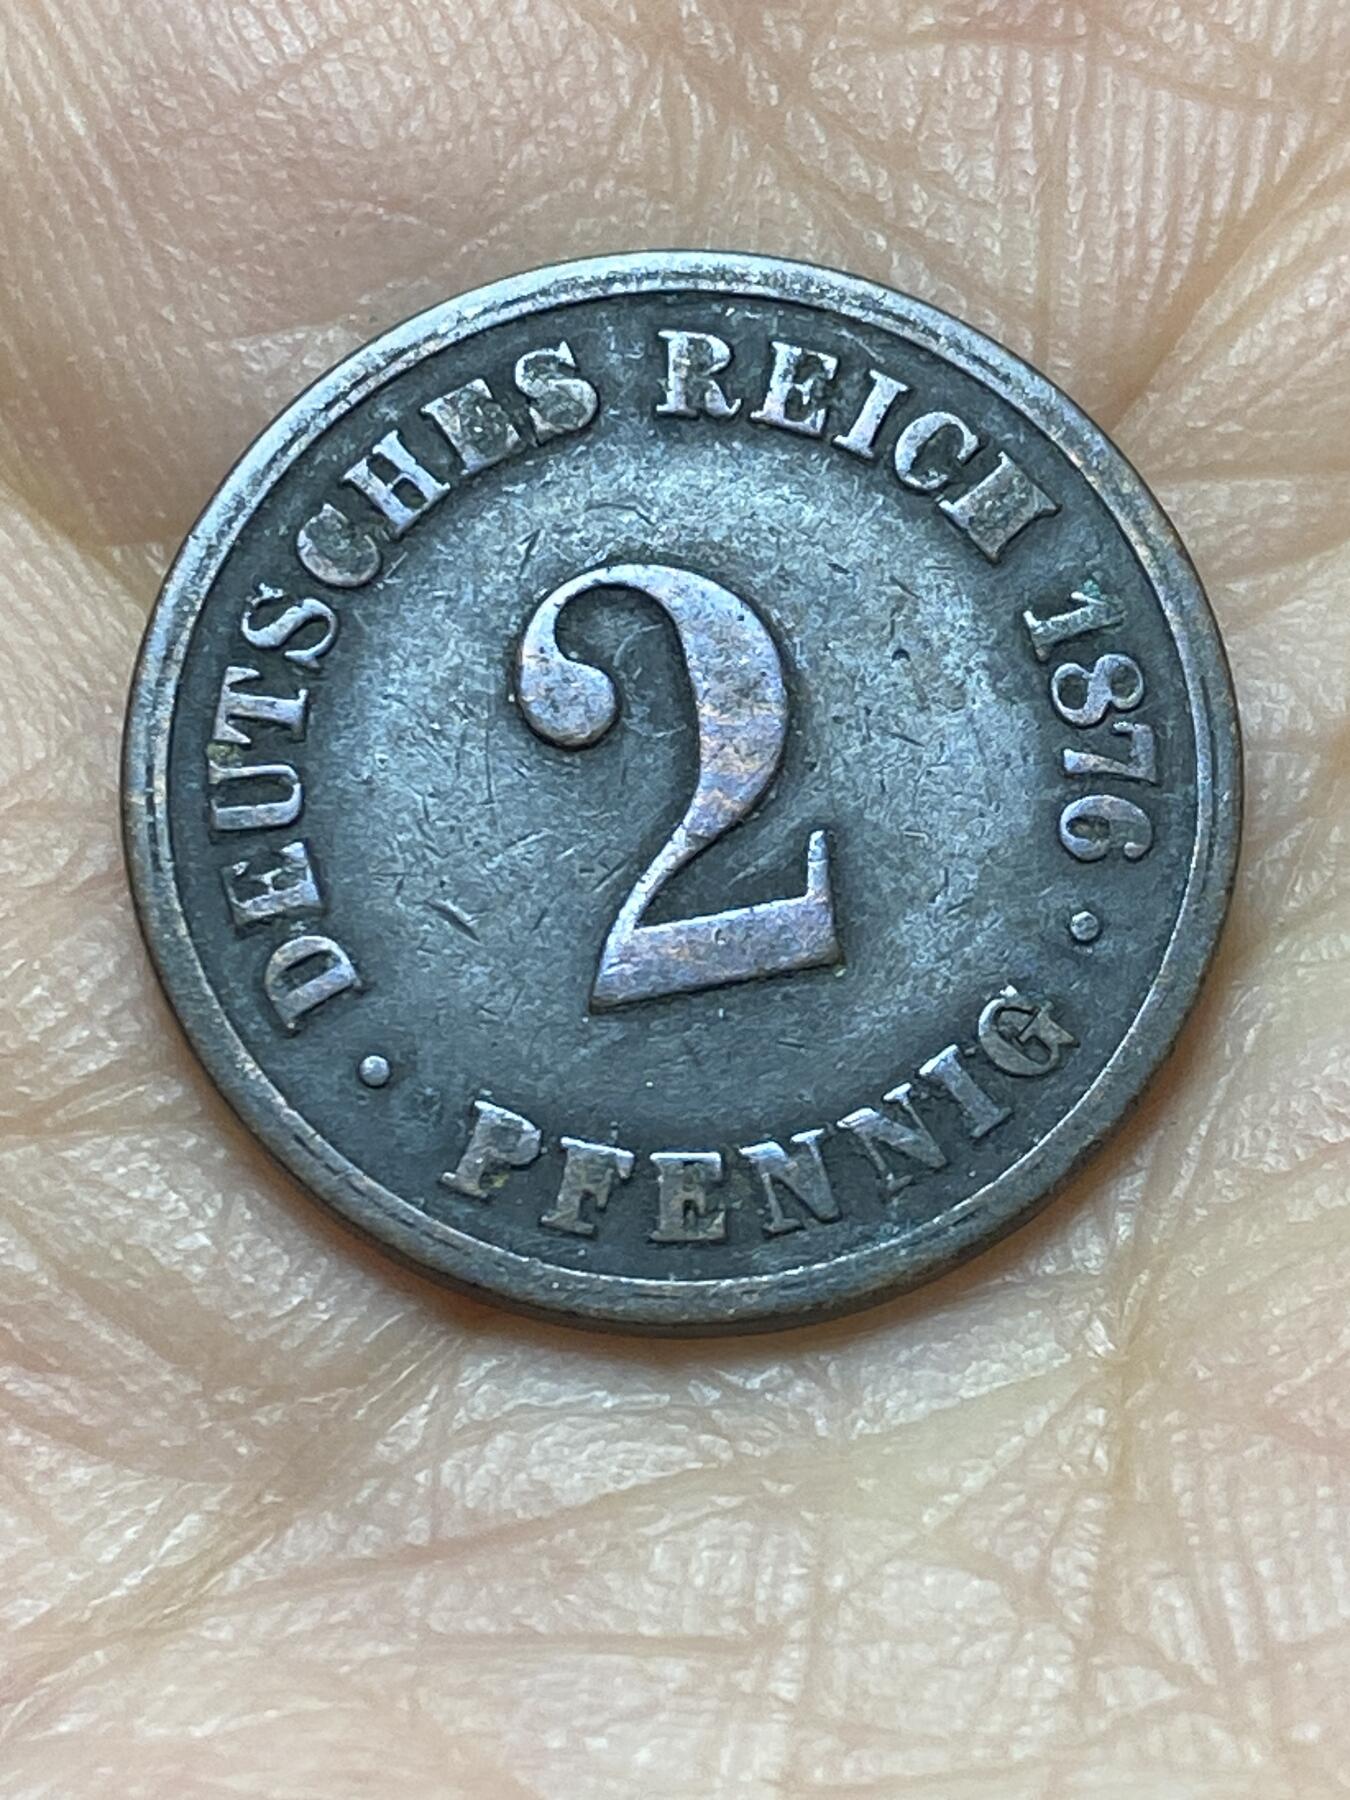 DEUTSCHES REICH 1876
2
• PFENNIG •